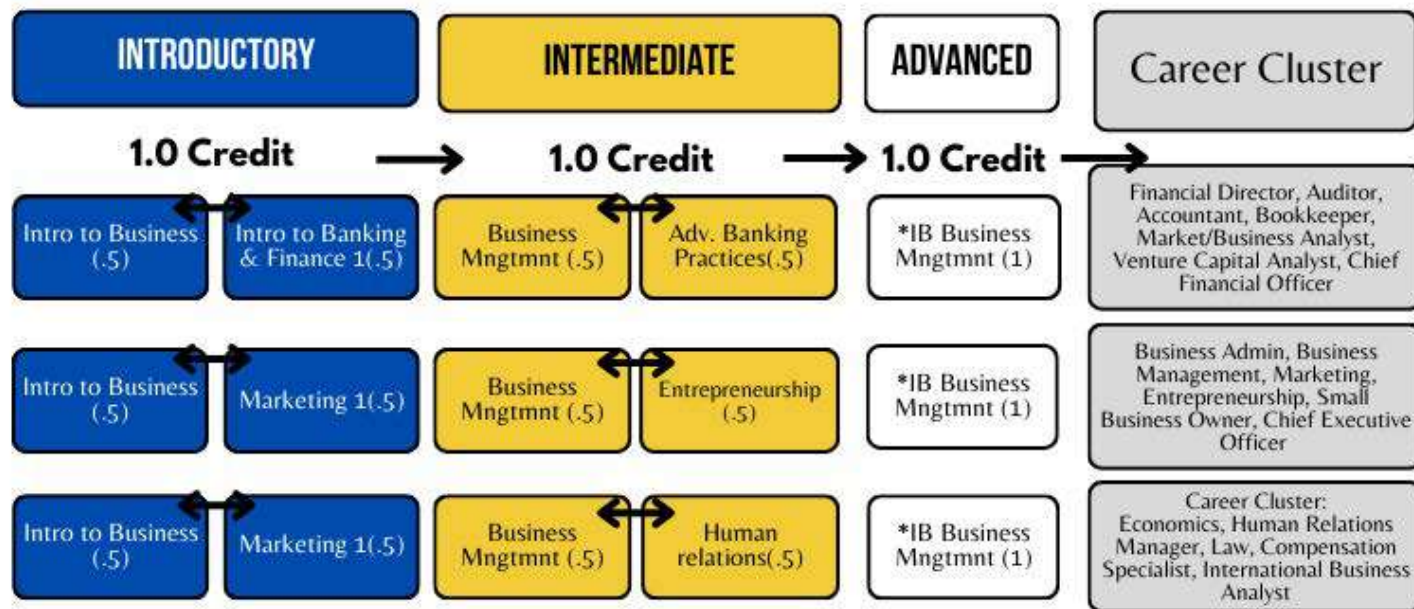 INTRODUCTORY
INTERMEDIATE
ADVANCED
Career Cluster
1.0 Credit
1.0 Credit
1.0 Credit
Intro to Business
(.5)
Intro to Banking
& Finance 1(.5)
Business
Mngtmnt (.5)
Adv. Banking
Practices(.5)
*IB Business
Mngtmnt (1)
Financial Director, Auditor,
Accountant, Bookkeeper,
Market/Business Analyst,
Venture Capital Analyst, Chief
Financial Officer
Intro to Business
(.5)
Marketing 1(.5)
Business
Mngtmnt (.5)
Entrepreneurship
(.5)
*IB Business
Mngtmnt (1)
Business Admin, Business
Management, Marketing,
Entrepreneurship, Small
Business Owner, Chief Executive
Officer
Intro to Business
(.5)
Marketing 1(.5)
Business
Mngtmnt (.5)
Human
relations(.5)
*IB Business
Mngtmnt (1)
Career Cluster:
Economics, Human Relations
Manager, Law, Compensation
Specialist, International Business
Analyst